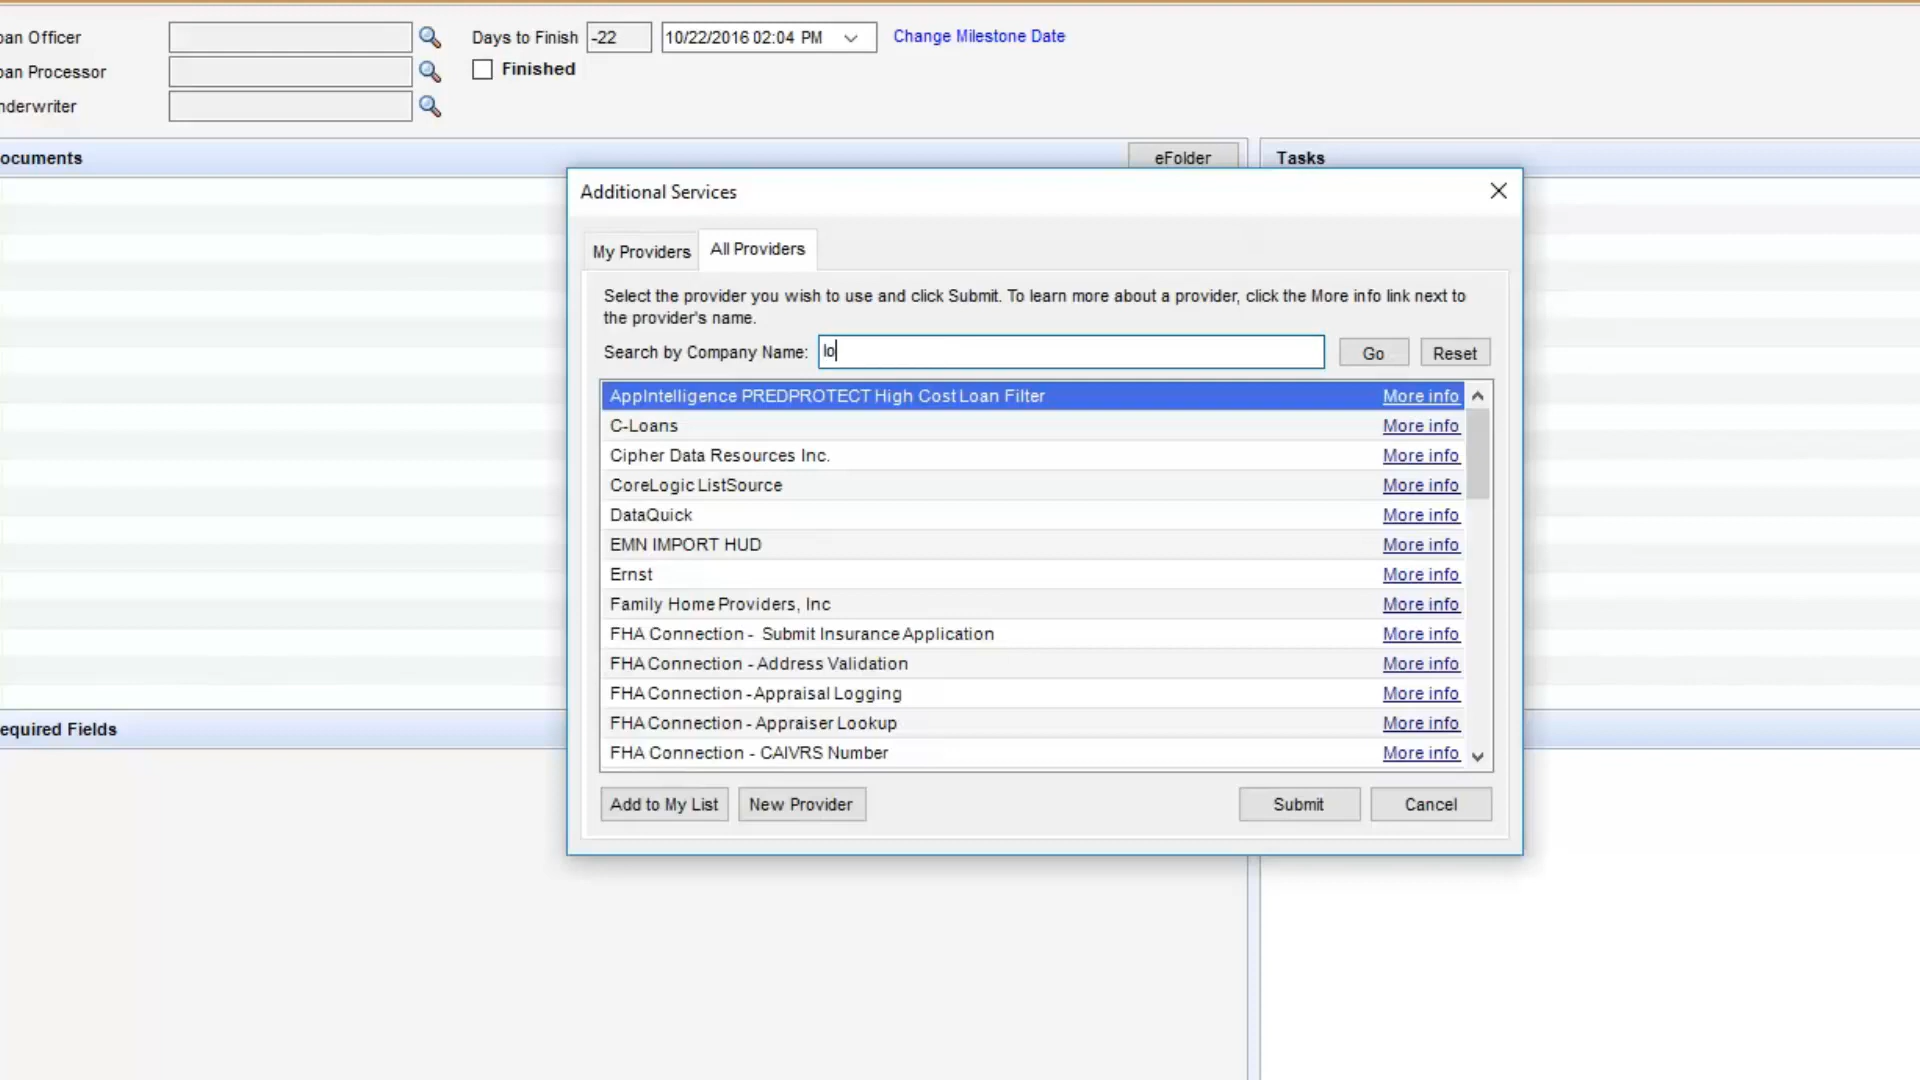 oan Officer
Days to Finish -22 10/22/2016 02:04 PM Change Milestone Date
oan Processor
Finished
nderwriter
ocuments
eFolder
Tasks
Additional Services
My Providers
All Providers
Select the provider you wish to use and click Submit. To learn more about a provider, click the More info link next to
the provider's name.
Search by Company Name: lo Go Reset
AppIntelligence PREDPROTECT High Cost Loan Filter More info
C-Loans More info
Cipher Data Resources Inc. More info
CoreLogic ListSource More info
DataQuick More info
EMN IMPORT HUD More info
Ernst More info
Family Home Providers, Inc More info
FHA Connection - Submit Insurance Application More info
FHA Connection - Address Validation More info
FHA Connection - Appraisal Logging More info
FHA Connection - Appraiser Lookup More info
FHA Connection - CAIVRS Number More info
Add to My List New Provider Submit Cancel
equired Fields